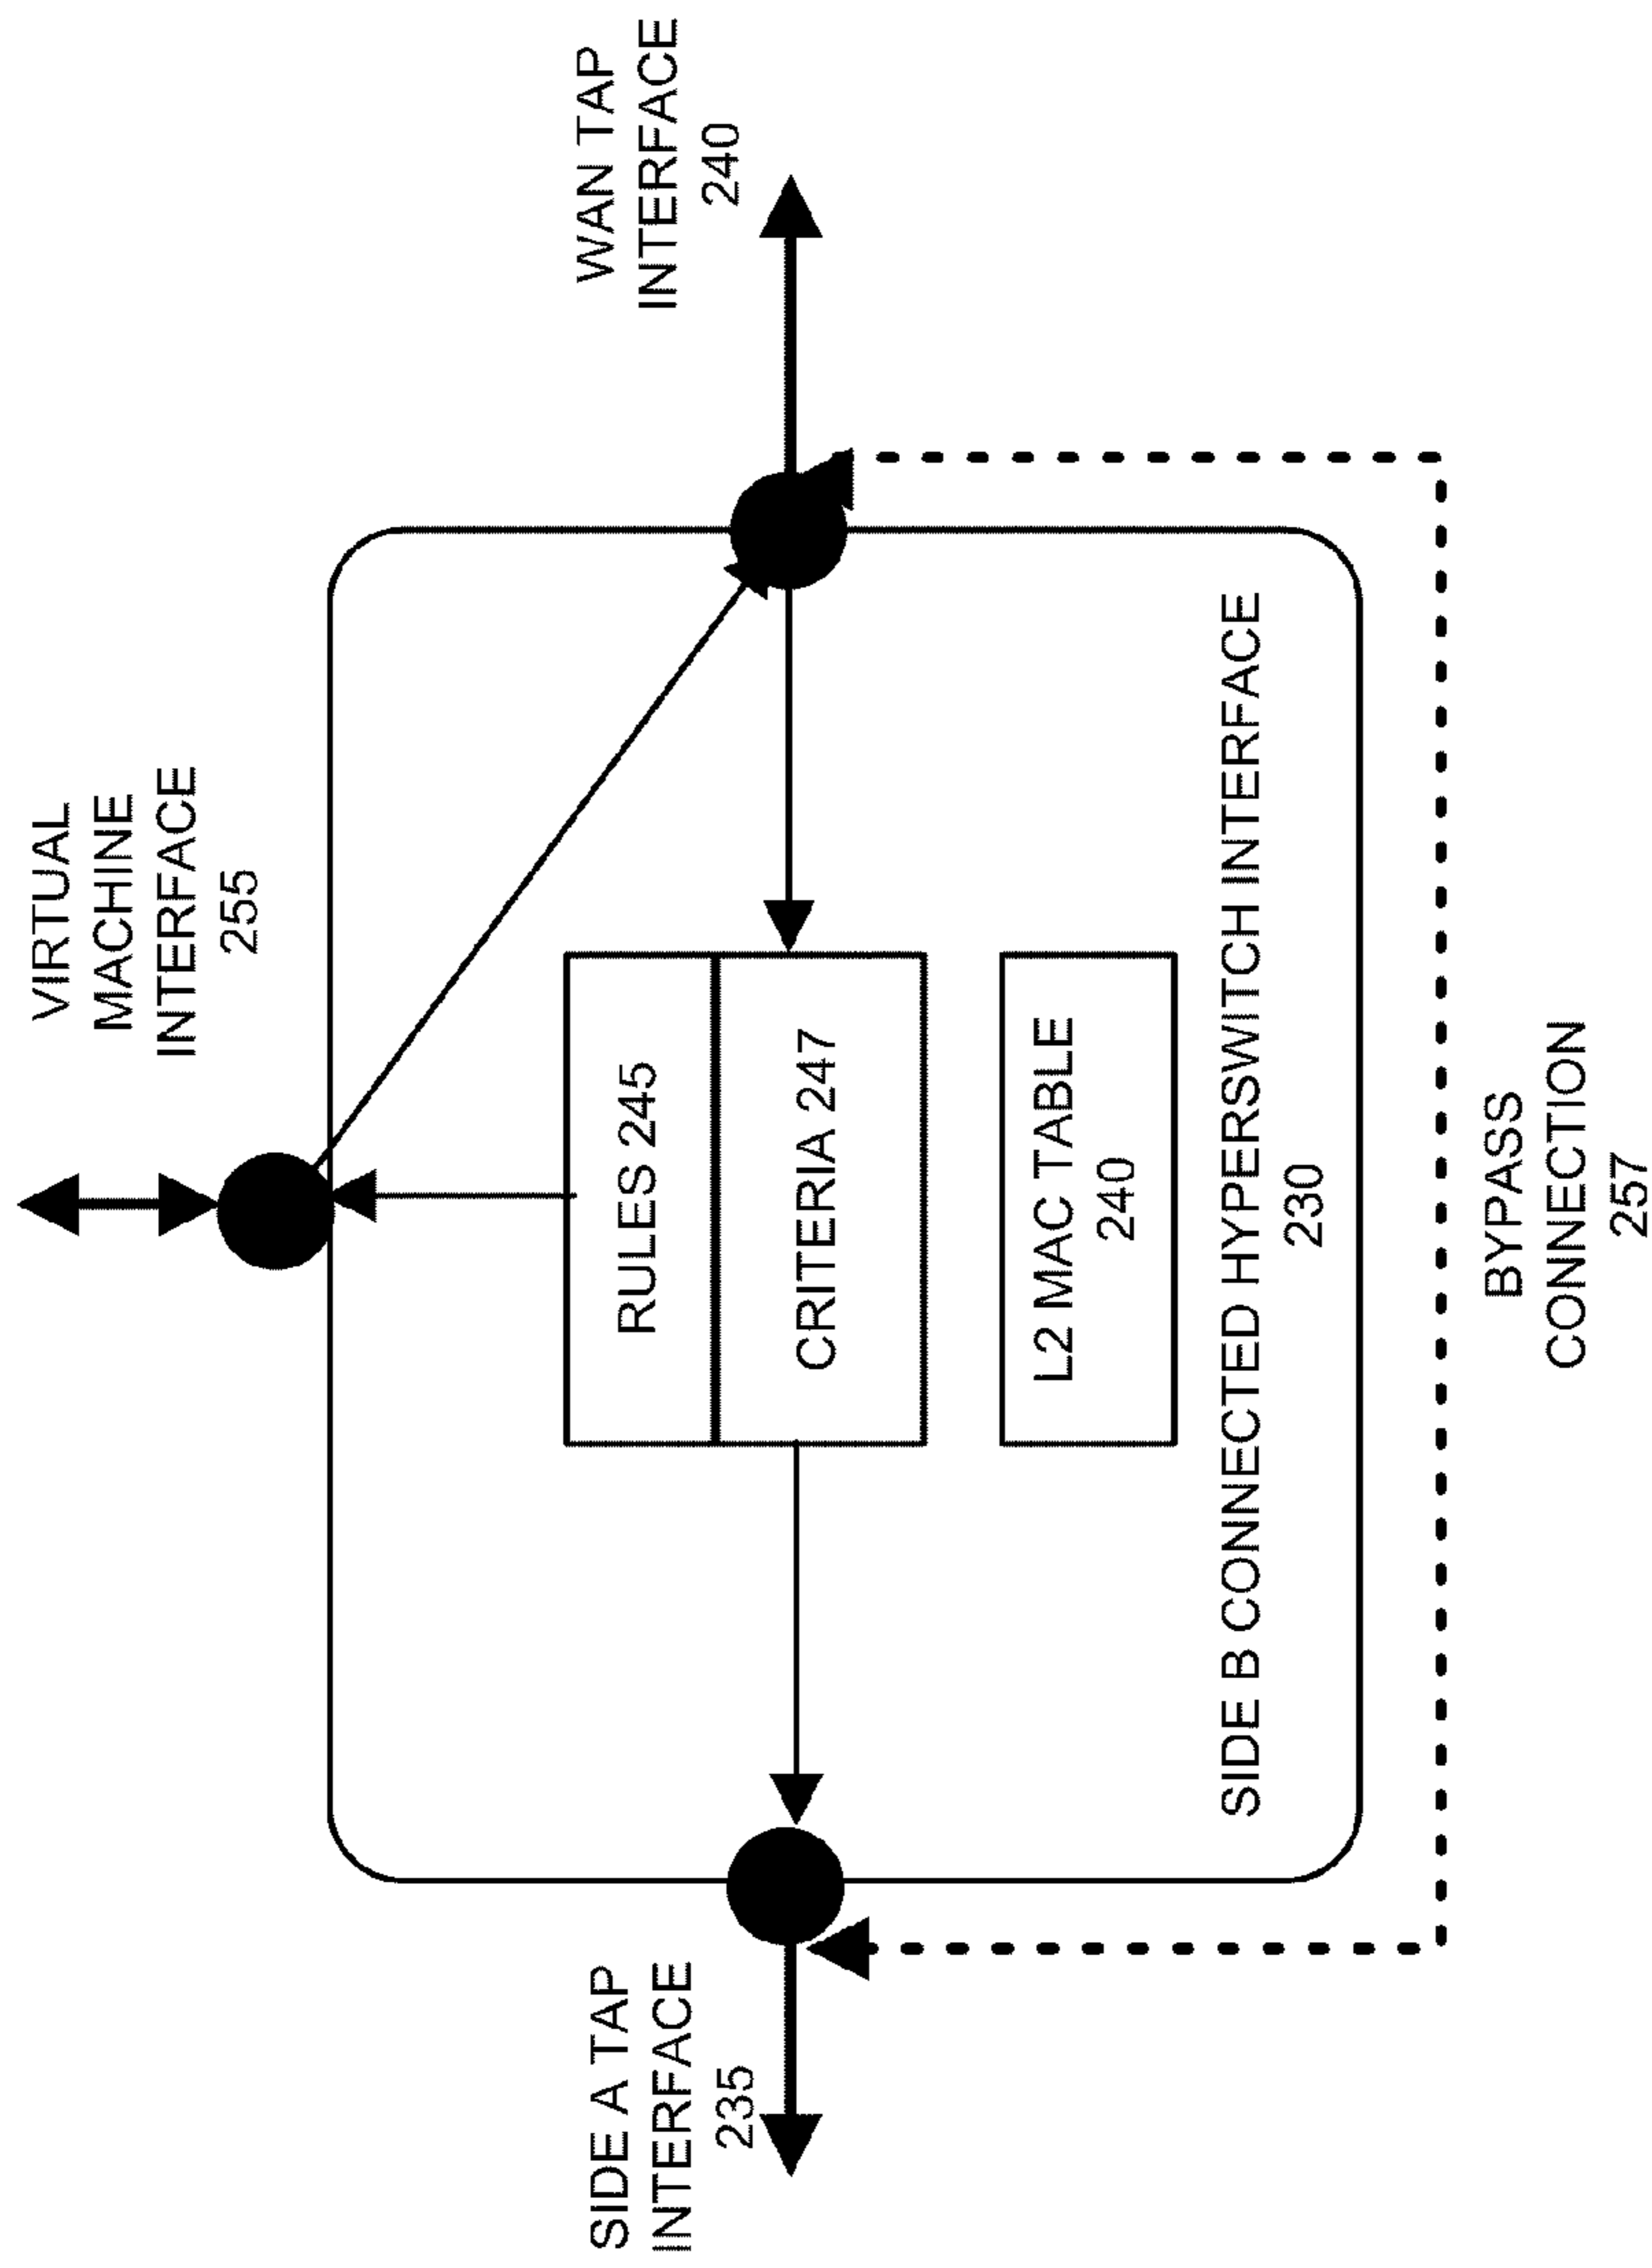 VIRTUAL
MACHINE
INTERFACE
255
SIDE A TAP
INTERFACE
235
WAN TAP
INTERFACE
240
RULES 245
CRITERIA 247
L2 MAC TABLE
240
SIDE B CONNECTED HYPERSWITCH INTERFACE
230
BYPASS
CONNECTION
257